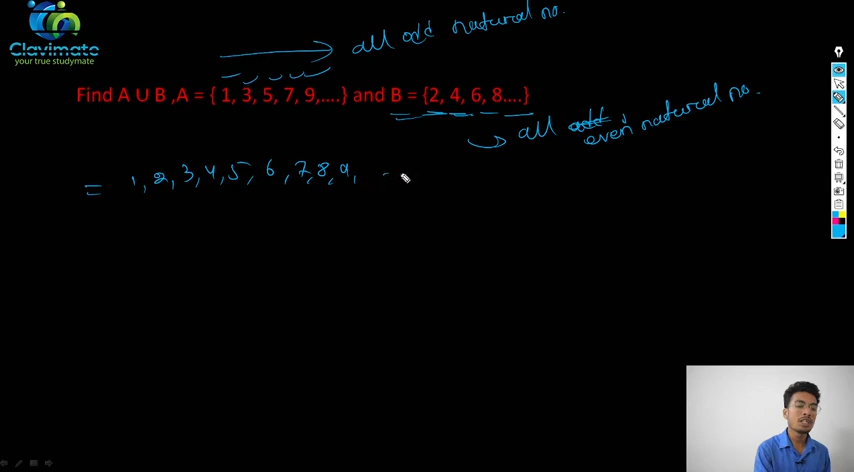 Clavimate
your true studymate
all odd natural no.
Find A U B ,A = { 1, 3, 5, 7, 9,....} and B = {2, 4, 6, 8....}
all even natural no.
= 1, 2, 3, 4, 5, 6, 7, 8, 9, -